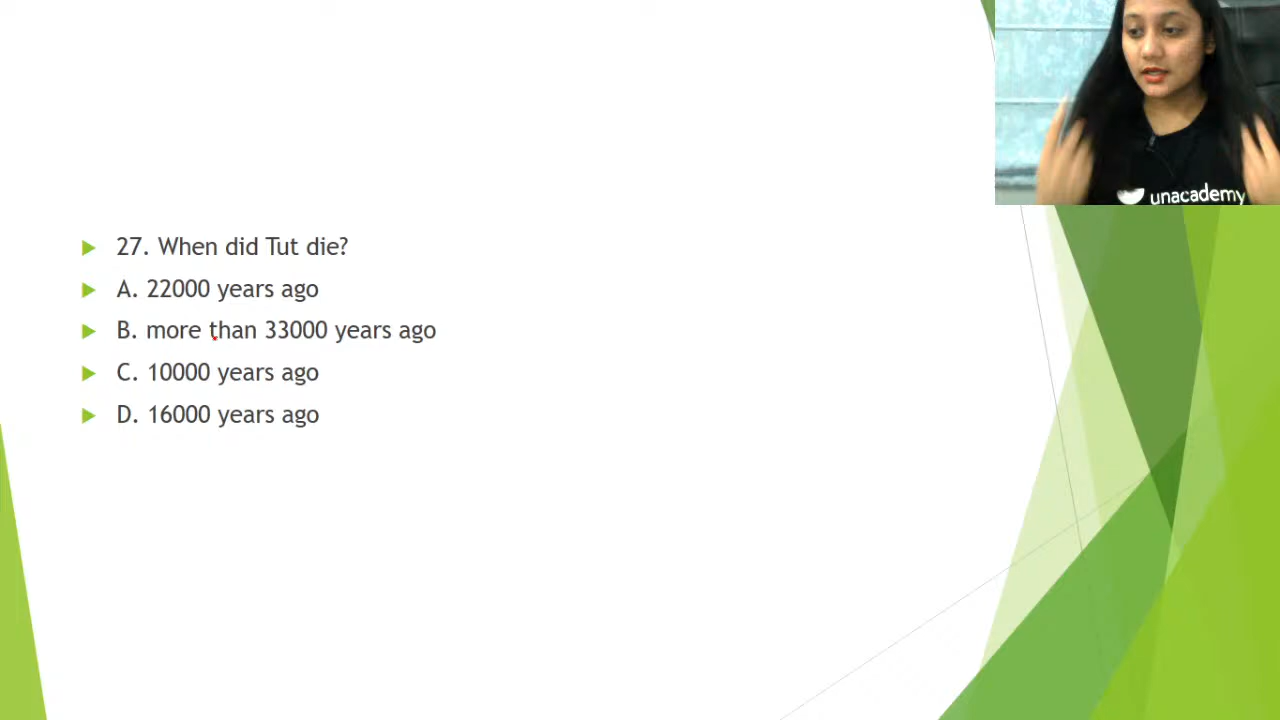 unacademy
27. When did Tut die?
A. 22000 years ago
B. more than 33000 years ago
C. 10000 years ago
D. 16000 years ago